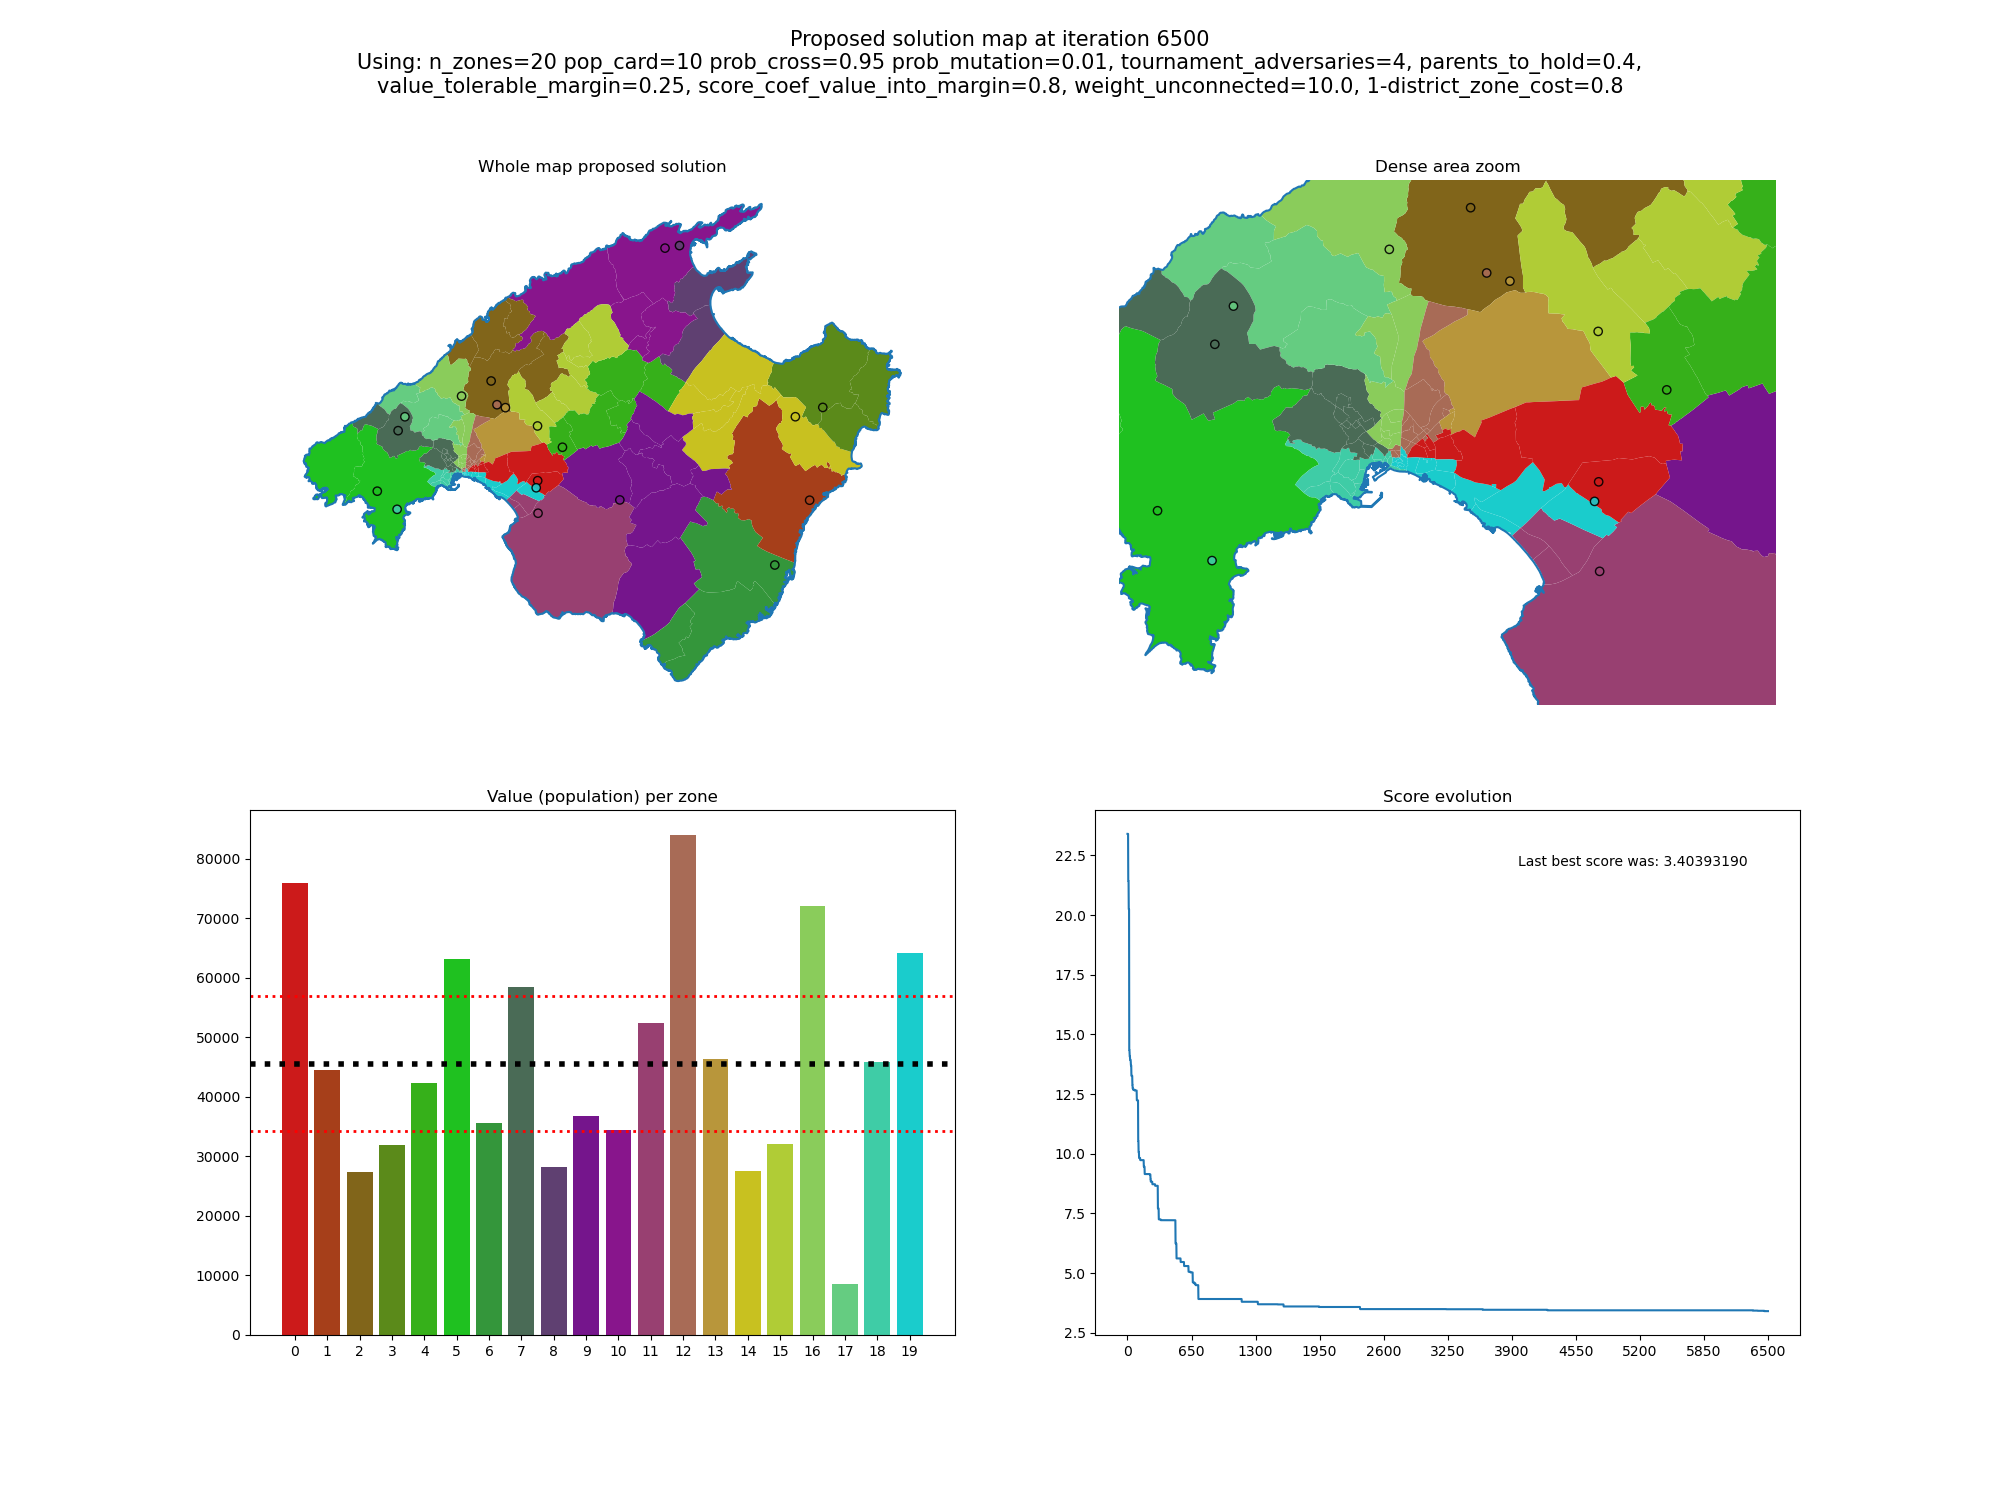 Proposed solution map at iteration 6500
Using: n_zones=20 pop_card=10 prob_cross=0.95 prob_mutation=0.01, tournament_adversaries=4, parents_to_hold=0.4,
value_tolerable_margin=0.25, score_coef_value_into_margin=0.8, weight_unconnected=10.0, 1-district_zone_cost=0.8
Whole map proposed solution
Dense area zoom
Value (population) per zone
80000
70000
60000
50000
40000
30000
20000
10000
0
0 1 2 3 4 5 6 7 8 9 10 11 12 13 14 15 16 17 18 19
Score evolution
Last best score was: 3.40393190
22.5
20.0
17.5
15.0
12.5
10.0
7.5
5.0
2.5
0 650 1300 1950 2600 3250 3900 4550 5200 5850 6500